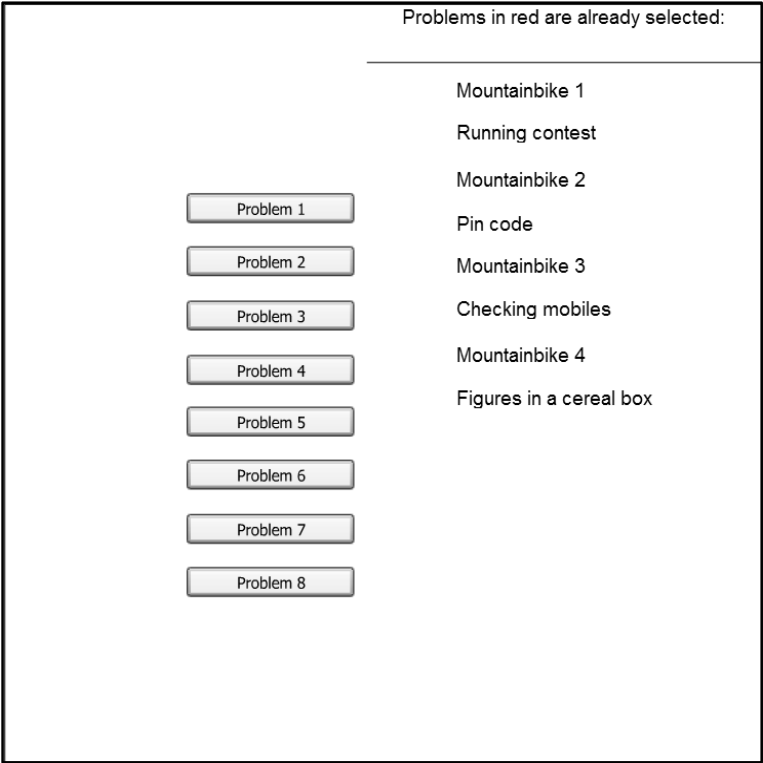 Problems in red are already selected:
Mountainbike 1
Running contest
Mountainbike 2
Pin code
Mountainbike 3
Checking mobiles
Mountainbike 4
Figures in a cereal box
Problem 1
Problem 2
Problem 3
Problem 4
Problem 5
Problem 6
Problem 7
Problem 8